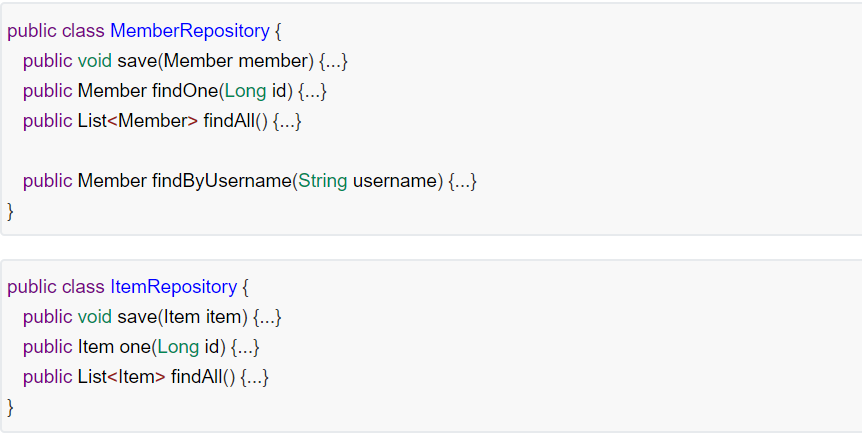 public class MemberRepository {
public void save(Member member) {...}
public Member findOne(Long id) {...}
public List<Member> findAll() {...}
public Member findByUsername(String username) {...}
}
public class ItemRepository {
public void save(Item item) {...}
public Item one(Long id) {...}
public List<Item> findAll() {...}
}